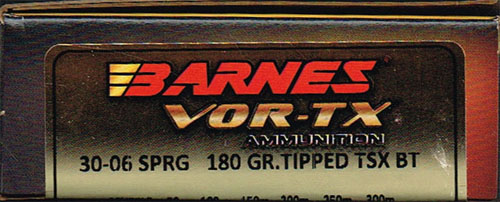 BARNES
VOR-TX
AMMUNITION
30-06 SPRG 180 GR.TIPPED TSX BT